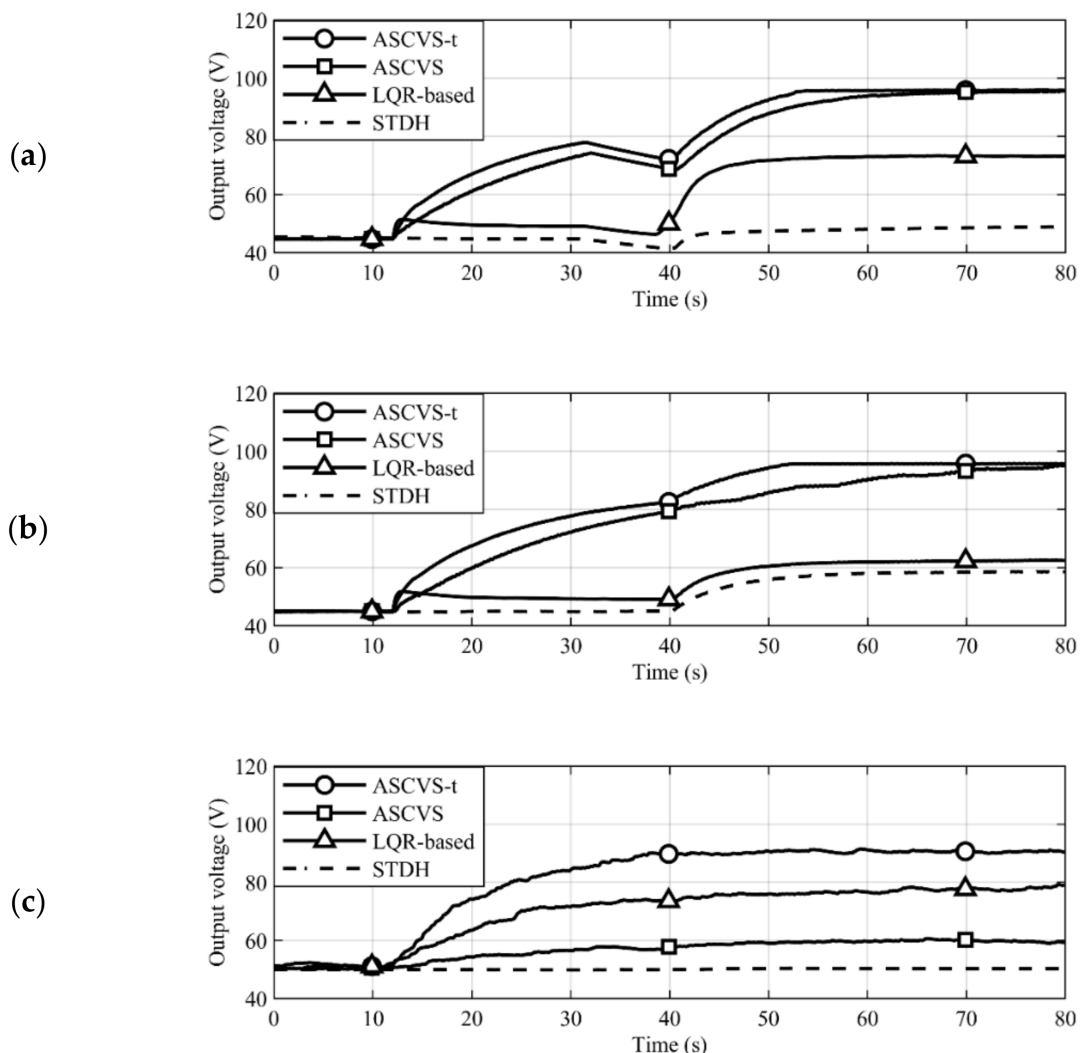 (a)
Output voltage (V)
120
100
80
60
40
ASCVS-t
ASCVS
LQR-based
STDH
0 10 20 30 40 50 60 70 80
Time (s)
(b)
Output voltage (V)
120
100
80
60
40
ASCVS-t
ASCVS
LQR-based
STDH
0 10 20 30 40 50 60 70 80
Time (s)
(c)
Output voltage (V)
120
100
80
60
40
ASCVS-t
ASCVS
LQR-based
STDH
0 10 20 30 40 50 60 70 80
Time (s)